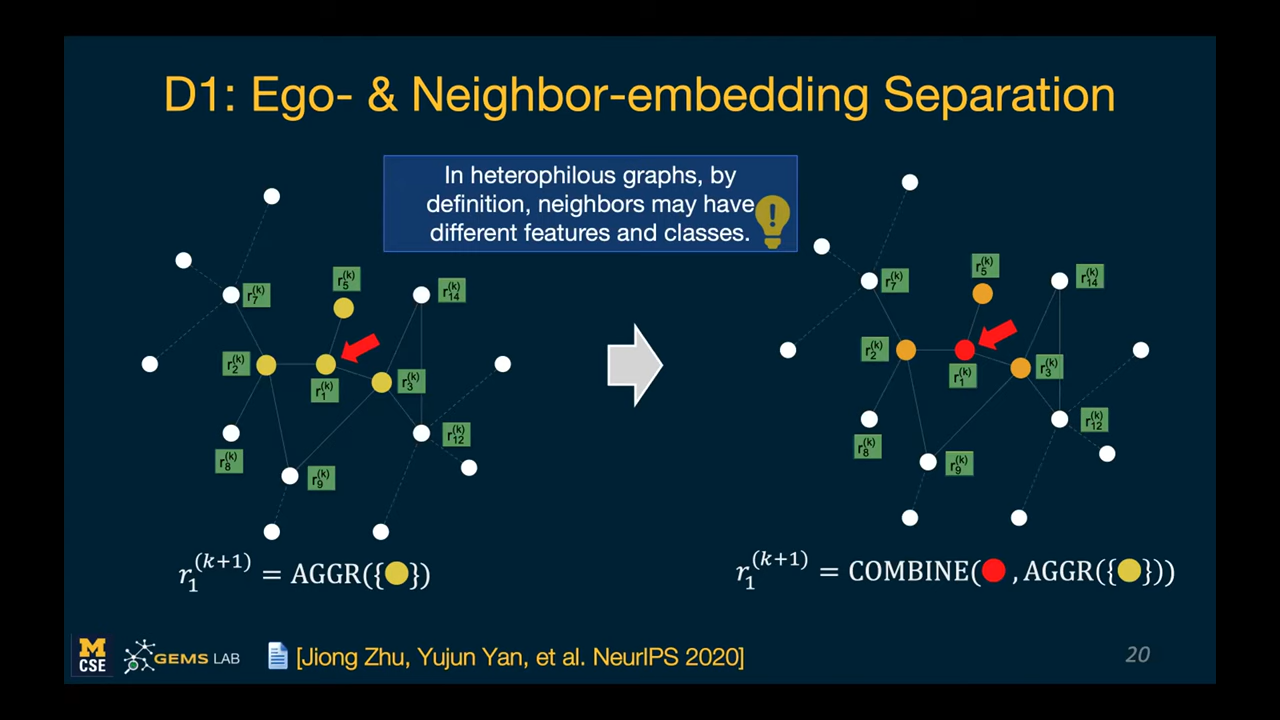 D1: Ego- & Neighbor-embedding Separation
In heterophilous graphs, by
definition, neighbors may have
different features and classes.
r₅⁽ᵏ⁾
r₇⁽ᵏ⁾
r₁₄⁽ᵏ⁾
r₂⁽ᵏ⁾
r₁⁽ᵏ⁾
r₃⁽ᵏ⁾
r₁₂⁽ᵏ⁾
r₈⁽ᵏ⁾
r₉⁽ᵏ⁾
r₁⁽ᵏ⁺¹⁾ = AGGR({ })
r₅⁽ᵏ⁾
r₇⁽ᵏ⁾
r₁₄⁽ᵏ⁾
r₂⁽ᵏ⁾
r₁⁽ᵏ⁾
r₃⁽ᵏ⁾
r₁₂⁽ᵏ⁾
r₈⁽ᵏ⁾
r₉⁽ᵏ⁾
r₁⁽ᵏ⁺¹⁾ = COMBINE( , AGGR({ }))
M
CSE
GEMS LAB
[Jiong Zhu, Yujun Yan, et al. NeurIPS 2020]
20